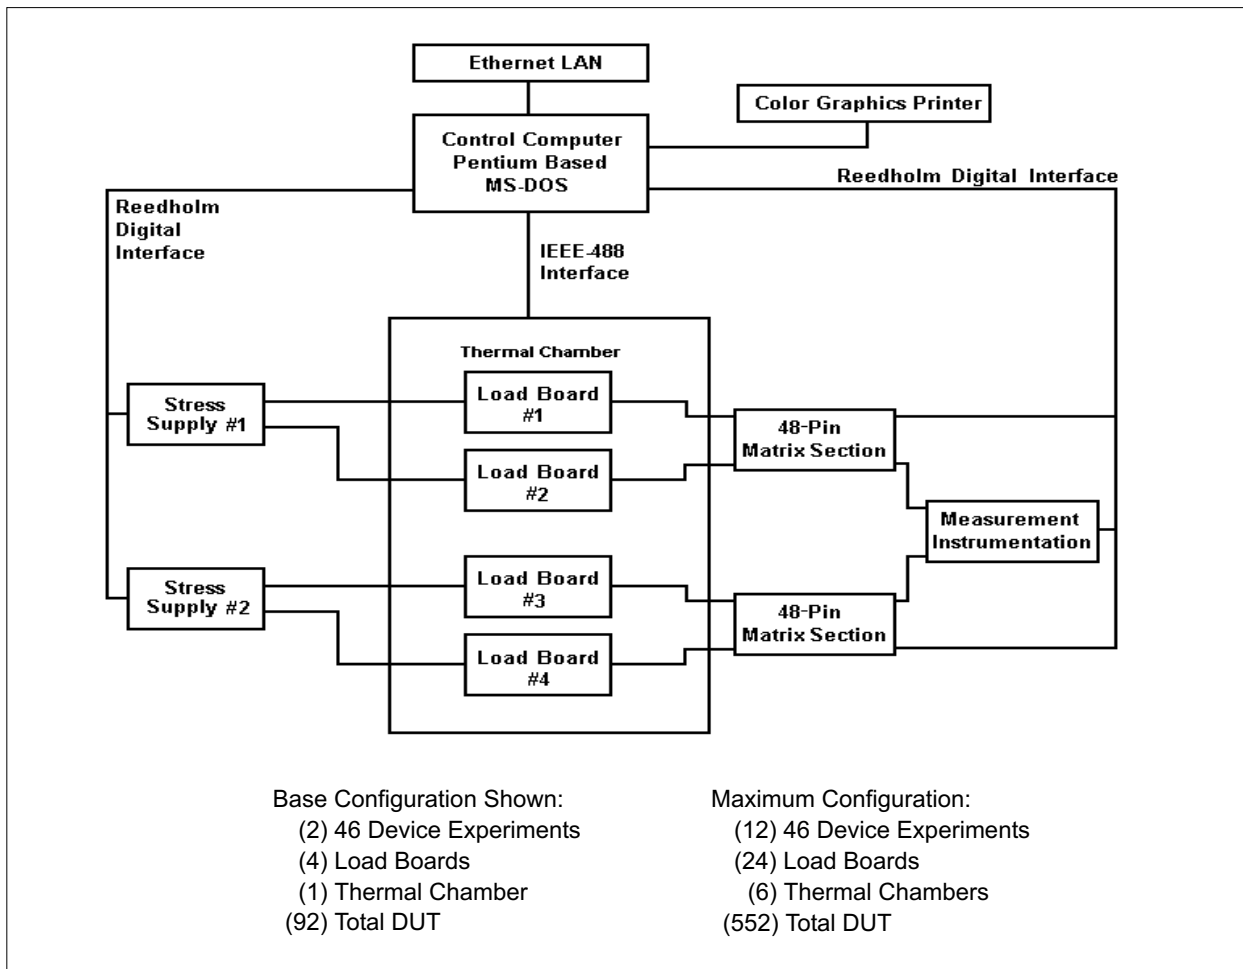 Ethernet LAN
Color Graphics Printer
Control Computer
Pentium Based
MS-DOS
Reedholm Digital Interface
Reedholm
Digital
Interface
IEEE-488
Interface
Thermal Chamber
Stress
Supply #1
Load Board
#1
48-Pin
Matrix Section
Load Board
#2
Measurement
Instrumentation
Stress
Supply #2
Load Board
#3
48-Pin
Matrix Section
Load Board
#4
Base Configuration Shown:
(2) 46 Device Experiments
(4) Load Boards
(1) Thermal Chamber
(92) Total DUT
Maximum Configuration:
(12) 46 Device Experiments
(24) Load Boards
(6) Thermal Chambers
(552) Total DUT